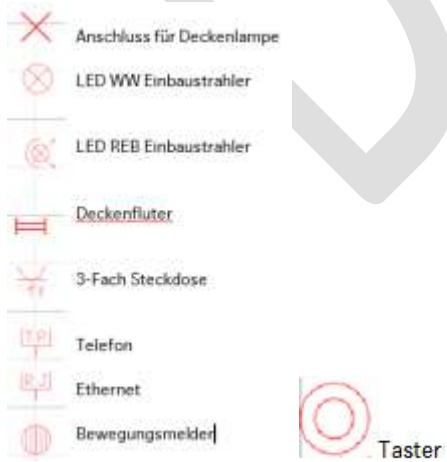 Anschluss für Deckenlampe
LED WW Einbaustrahler
LED REB Einbaustrahler
Deckenfluter
3-Fach Steckdose
Telefon
Ethernet
Bewegungsmelder
Taster